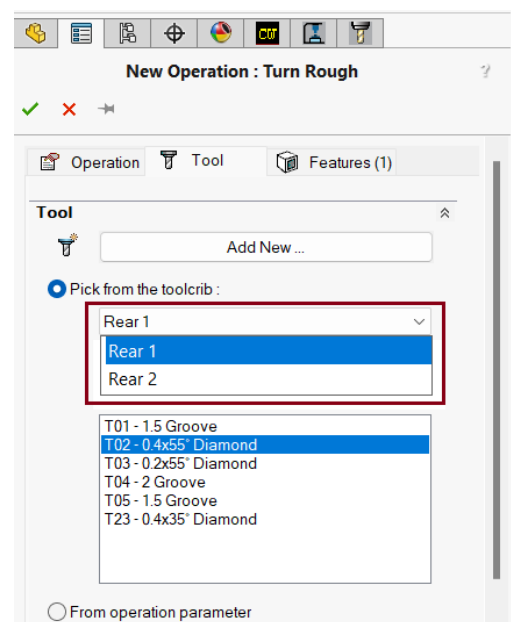 CW
New Operation : Turn Rough
?
Operation Tool Features (1)
Tool
Add New ...
Pick from the toolcrib :
Rear 1
Rear 1
Rear 2
T01 - 1.5 Groove
T02 - 0.4x55° Diamond
T03 - 0.2x55° Diamond
T04 - 2 Groove
T05 - 1.5 Groove
T23 - 0.4x35° Diamond
From operation parameter